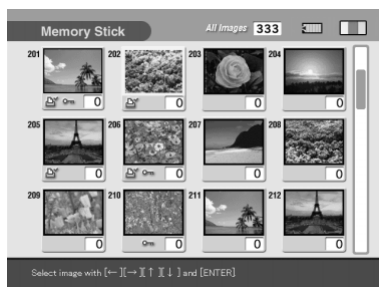 Memory Stick All Images 333
201 202 203 204
0 0 0 0
205 206 207 208
0 0 0 0
209 210 211 212
0 0 0 0
Select image with [←][→][↑][↓] and [ENTER]